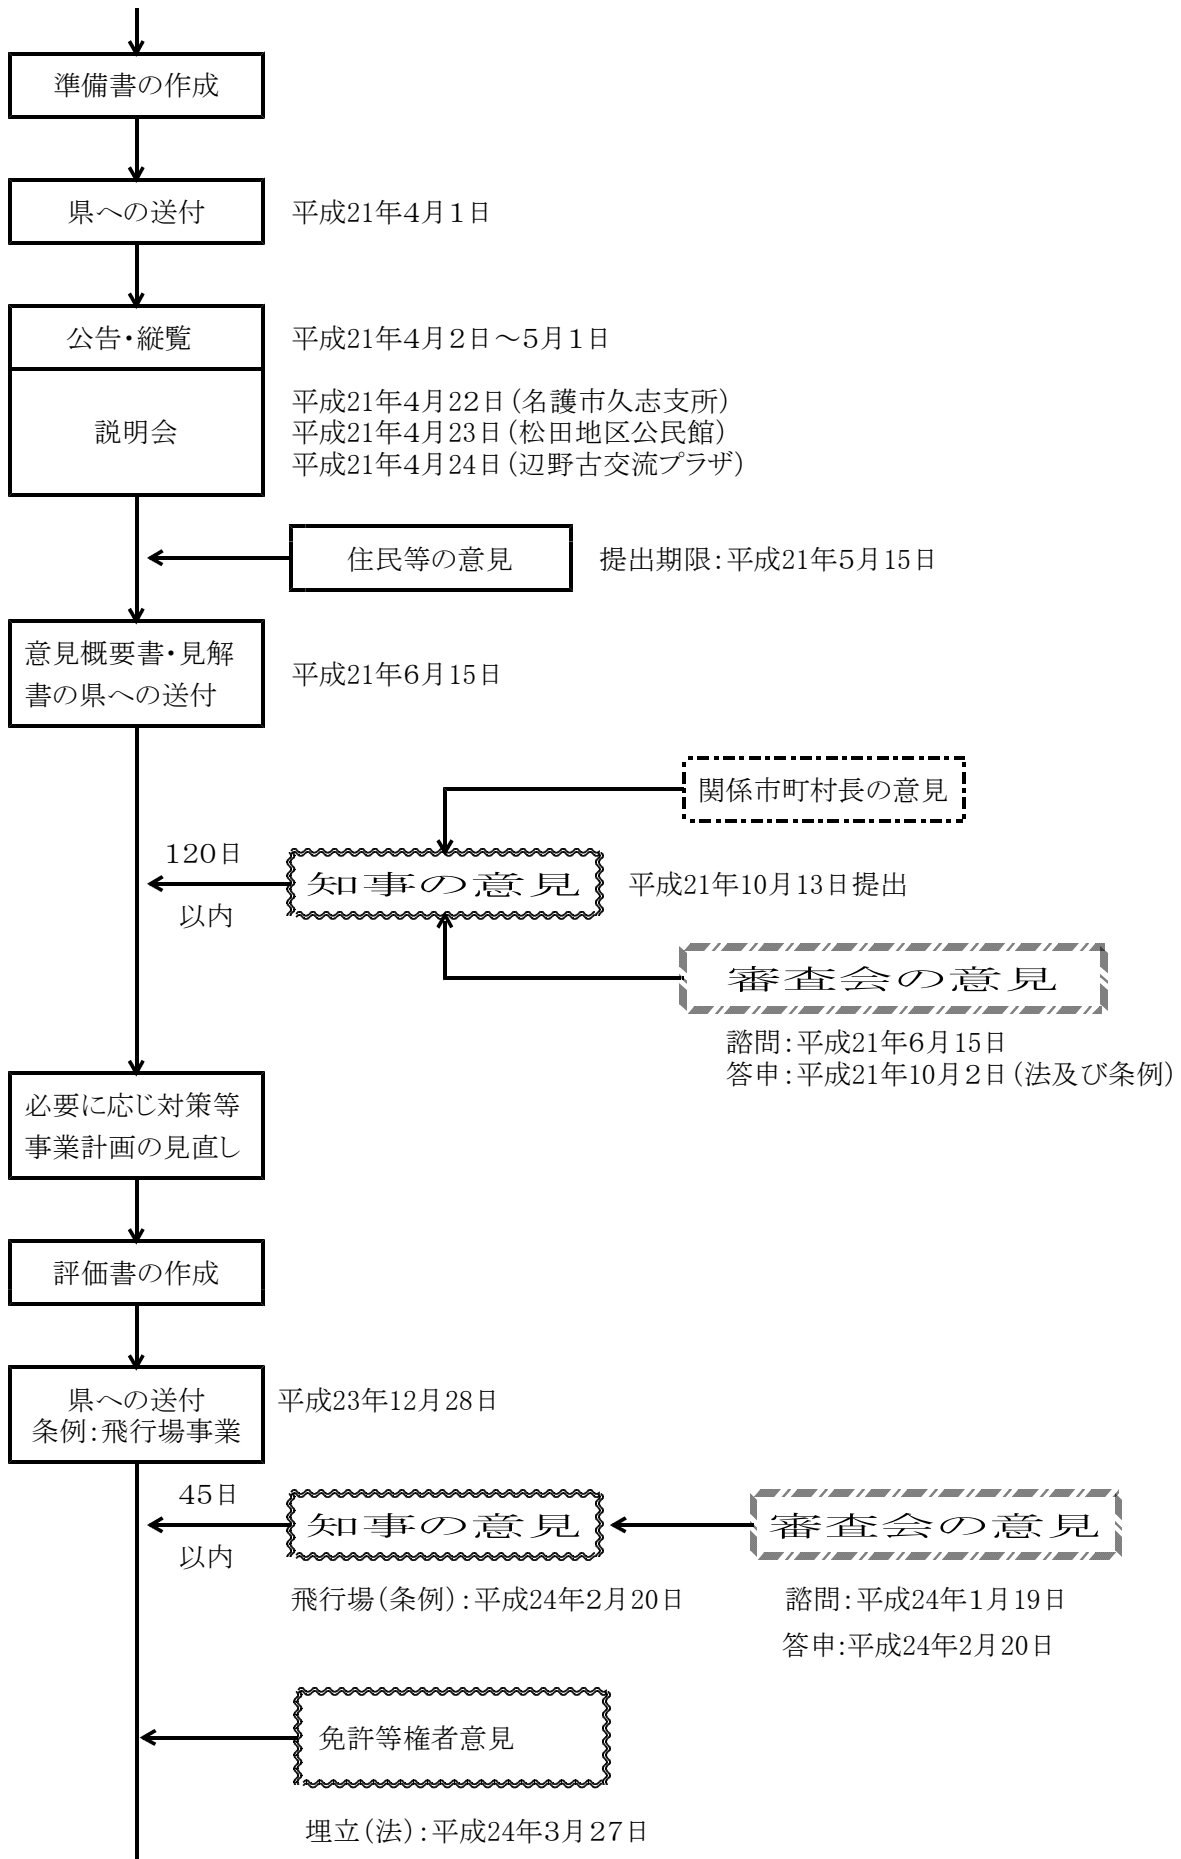 準備書の作成
県への送付
平成21年4月1日
公告・縦覧
平成21年4月2日～5月1日
説明会
平成21年4月22日(名護市久志支所)
平成21年4月23日(松田地区公民館)
平成21年4月24日(辺野古交流プラザ)
住民等の意見
提出期限:平成21年5月15日
意見概要書・見解
書の県への送付
平成21年6月15日
関係市町村長の意見
120日
以内
知事の意見
平成21年10月13日提出
審査会の意見
諮問:平成21年6月15日
答申:平成21年10月2日(法及び条例)
必要に応じ対策等
事業計画の見直し
評価書の作成
県への送付
条例:飛行場事業
平成23年12月28日
45日
以内
知事の意見
審査会の意見
飛行場(条例):平成24年2月20日
諮問:平成24年1月19日
答申:平成24年2月20日
免許等権者意見
埋立(法):平成24年3月27日